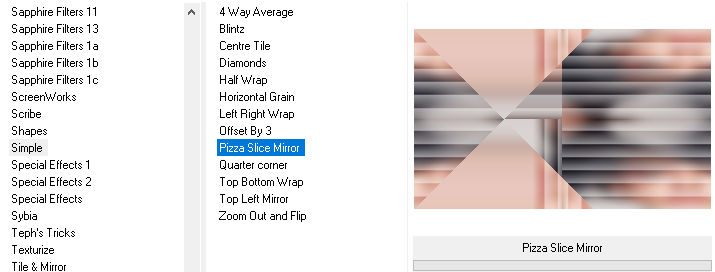 Sapphire Filters 11
Sapphire Filters 13
Sapphire Filters 1a
Sapphire Filters 1b
Sapphire Filters 1c
ScreenWorks
Scribe
Shapes
Simple
Special Effects 1
Special Effects 2
Special Effects
Sybia
Teph's Tricks
Texturize
Tile & Mirror
4 Way Average
Blintz
Centre Tile
Diamonds
Half Wrap
Horizontal Grain
Left Right Wrap
Offset By 3
Pizza Slice Mirror
Quarter corner
Top Bottom Wrap
Top Left Mirror
Zoom Out and Flip
Pizza Slice Mirror